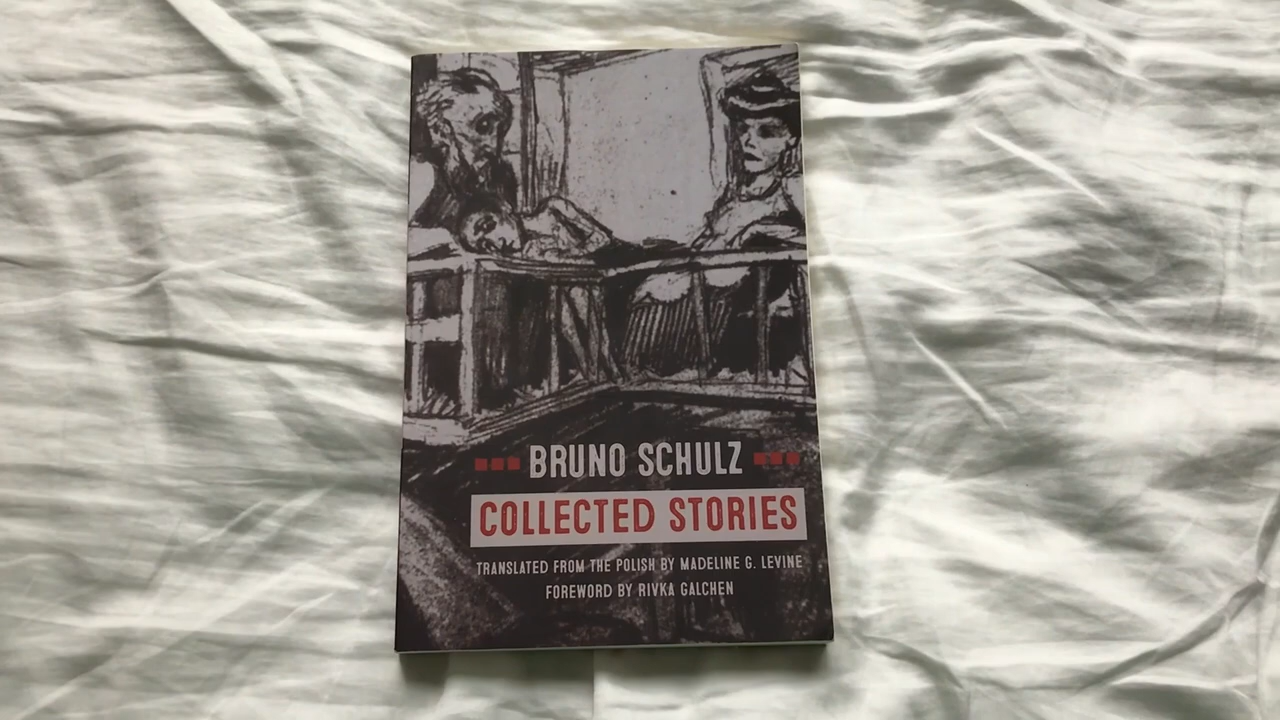 BRUNO SCHULZ
COLLECTED STORIES
TRANSLATED FROM THE POLISH BY MADELINE G. LEVINE
FOREWORD BY RIVKA GALCHEN